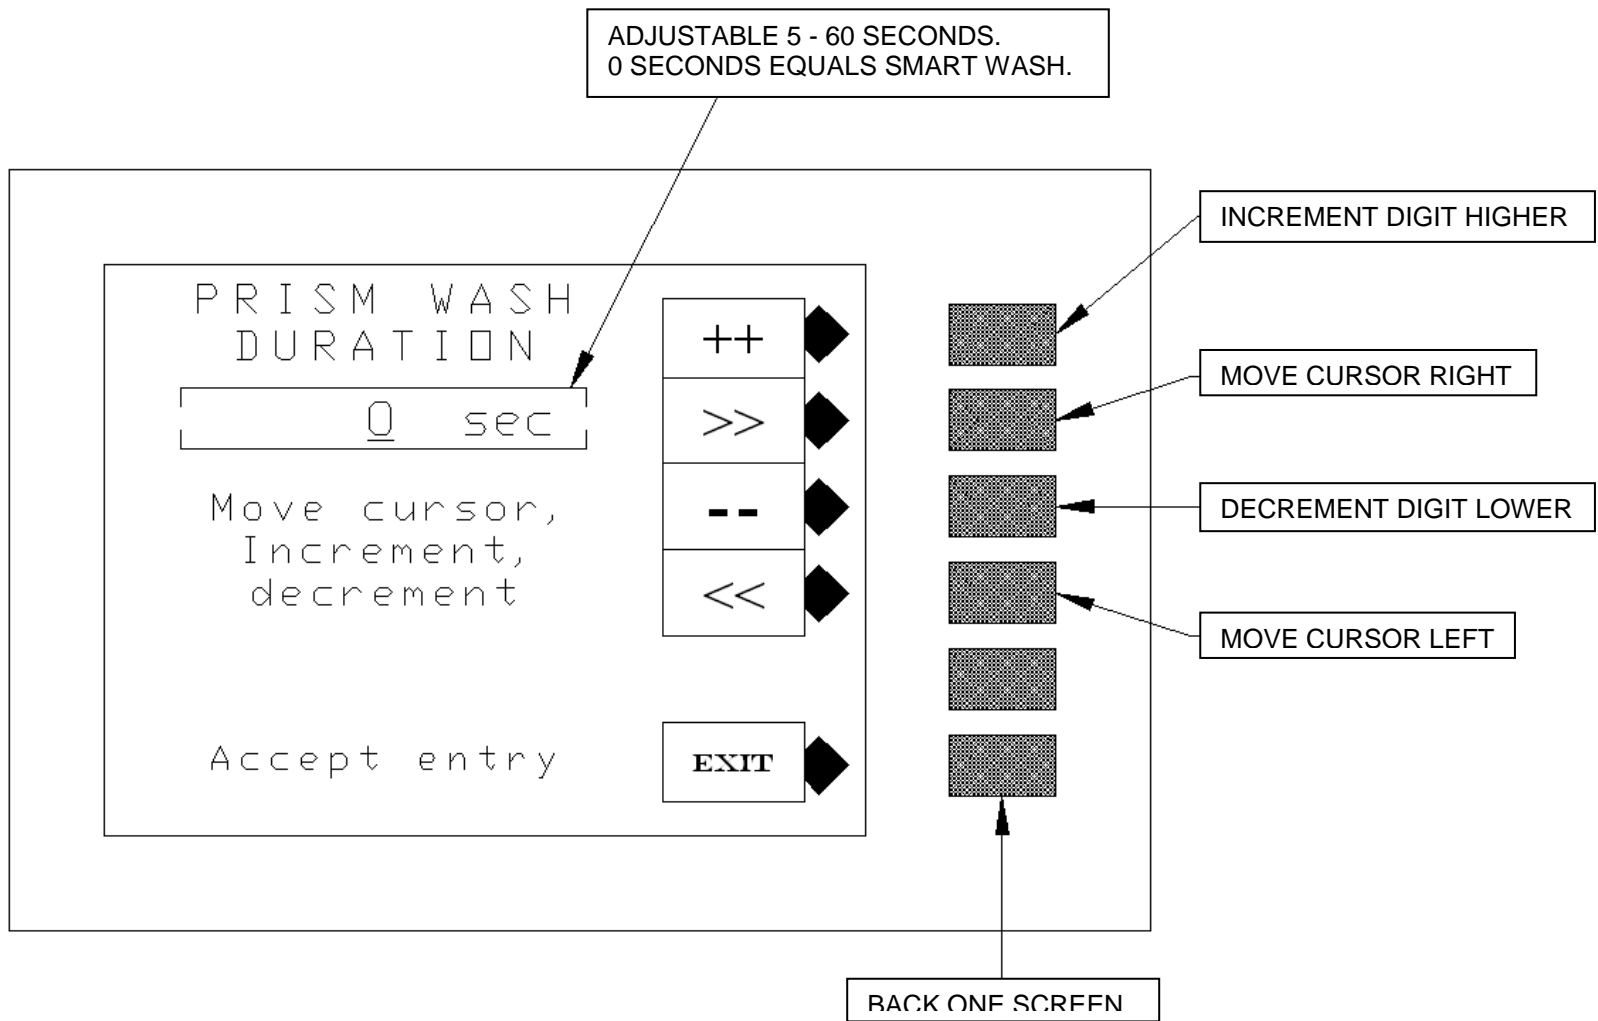 ADJUSTABLE 5 - 60 SECONDS.
0 SECONDS EQUALS SMART WASH.
INCREMENT DIGIT HIGHER
PRISM WASH
DURATION
++
MOVE CURSOR RIGHT
0 sec
>>
Move cursor,
Increment,
decrement
--
DECREMENT DIGIT LOWER
<<
MOVE CURSOR LEFT
Accept entry
EXIT
BACK ONE SCREEN